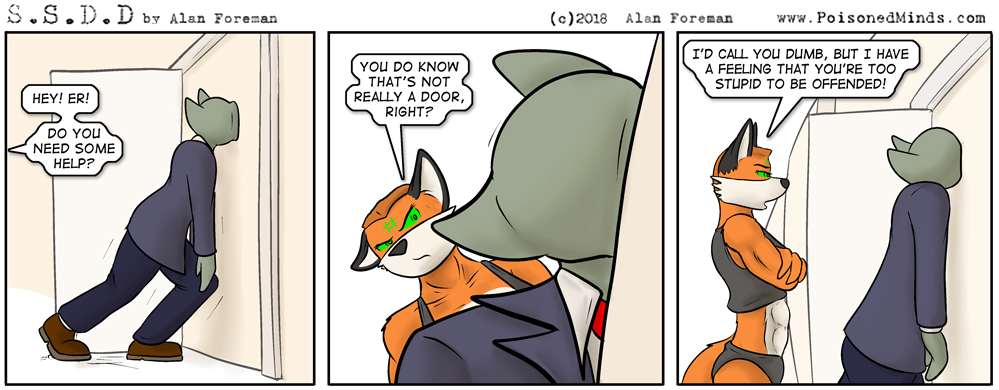 S.S.D.D by Alan Foreman (c)2018 Alan Foreman www.PoisonedMinds.com
HEY! ER!
DO YOU
NEED SOME
HELP?
YOU DO KNOW
THAT'S NOT
REALLY A DOOR,
RIGHT?
I'D CALL YOU DUMB, BUT I HAVE
A FEELING THAT YOU'RE TOO
STUPID TO BE OFFENDED!